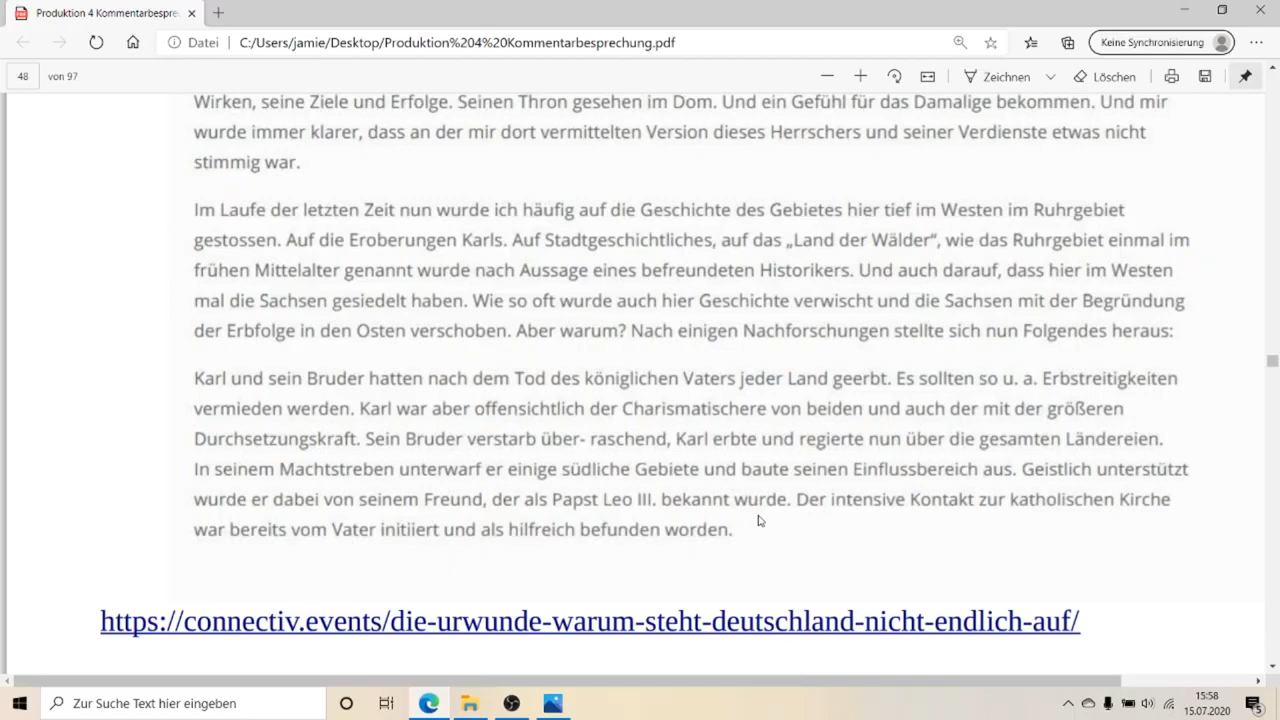 Produktion 4 Kommentarbespre
Datei C:/Users/jamie/Desktop/Produktion%204%20Kommentarbesprechung.pdf
Keine Synchronisierung
48 von 97
Zeichnen
Löschen
Wirken, seine Ziele und Erfolge. Seinen Thron gesehen im Dom. Und ein Gefühl für das Damalige bekommen. Und mir
wurde immer klarer, dass an der mir dort vermittelten Version dieses Herrschers und seiner Verdienste etwas nicht
stimmig war.
Im Laufe der letzten Zeit nun wurde ich häufig auf die Geschichte des Gebietes hier tief im Westen im Ruhrgebiet
gestossen. Auf die Eroberungen Karls. Auf Stadtgeschichtliches, auf das „Land der Wälder“, wie das Ruhrgebiet einmal im
frühen Mittelalter genannt wurde nach Aussage eines befreundeten Historikers. Und auch darauf, dass hier im Westen
mal die Sachsen gesiedelt haben. Wie so oft wurde auch hier Geschichte verwischt und die Sachsen mit der Begründung
der Erbfolge in den Osten verschoben. Aber warum? Nach einigen Nachforschungen stellte sich nun Folgendes heraus:
Karl und sein Bruder hatten nach dem Tod des königlichen Vaters jeder Land geerbt. Es sollten so u. a. Erbstreitigkeiten
vermieden werden. Karl war aber offensichtlich der Charismatischere von beiden und auch der mit der größeren
Durchsetzungskraft. Sein Bruder verstarb über- raschend, Karl erbte und regierte nun über die gesamten Ländereien.
In seinem Machtstreben unterwarf er einige südliche Gebiete und baute seinen Einflussbereich aus. Geistlich unterstützt
wurde er dabei von seinem Freund, der als Papst Leo III. bekannt wurde. Der intensive Kontakt zur katholischen Kirche
war bereits vom Vater initiiert und als hilfreich befunden worden.
https://connectiv.events/die-urwunde-warum-steht-deutschland-nicht-endlich-auf/
Zur Suche Text hier eingeben
15:58
15.07.2020
5